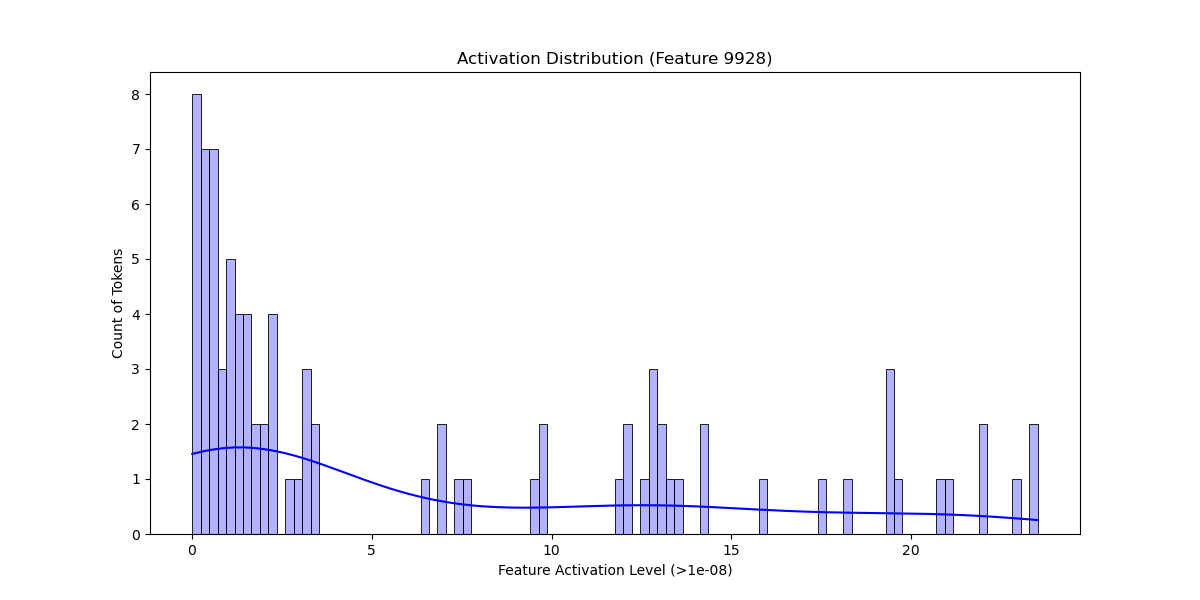 Activation Distribution (Feature 9928)
8
7
6
5
4
3
2
1
0
Count of Tokens
0 5 10 15 20
Feature Activation Level (>1e-08)